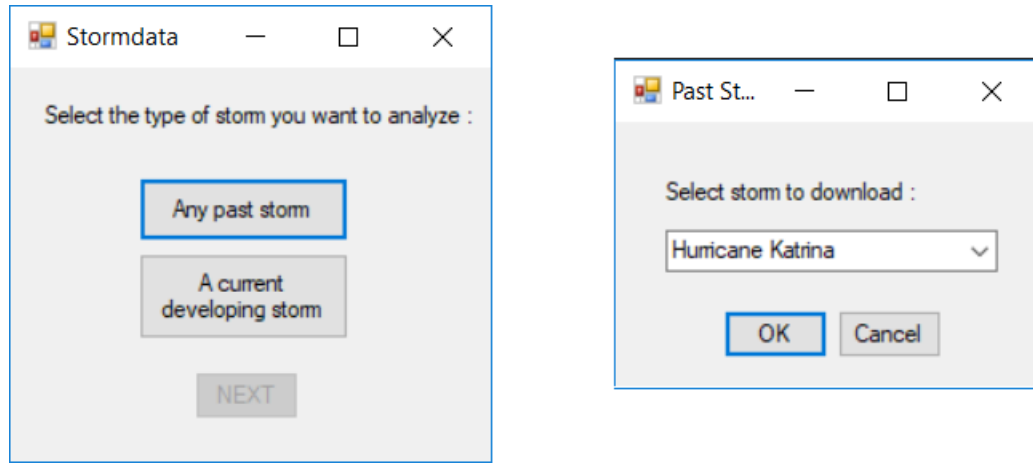 Stormdata
Select the type of storm you want to analyze :
Any past storm
A current
developing storm
NEXT
Past St...
Select storm to download :
Hurricane Katrina
OK
Cancel